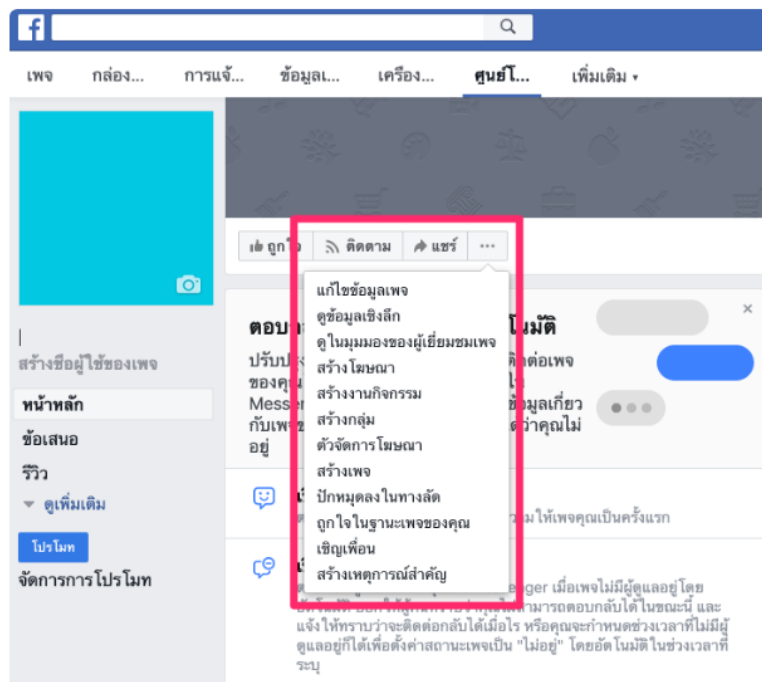 f
เพจ กล่อง... การแจ้... ข้อมูลเ... เครือง... ศูนย์โ... เพิ่มเติม
ถูกใจ ติดตาม แชร์ ...
แก้ไขข้อมูลเพจ
ดูข้อมูลเชิงลึก
ดูในมุมมองของผู้เยี่ยมชมเพจ
สร้างโฆษณา
สร้างงานกิจกรรม
สร้างกลุ่ม
ตัวจัดการโฆษณา
สร้างเพจ
ปักหมุดลงในทางลัด
ถูกใจในฐานะเพจของคุณ
เชิญเพื่อน
สร้างเหตุการณ์สำคัญ
สร้างชื่อผู้ใช้ของเพจ
หน้าหลัก
ข้อเสนอ
รีวิว
ดูเพิ่มเติม
โปรโมท
จัดการการโปรโมท
ตอบ โนมัติ
ปรับปรุ ติดต่อเพจ
ของคุณ
Messen ข้อมูลเกี่ยว
กับเพจข ว่าคุณไม่
อยู่
ให้เพจคุณเป็นครั้งแรก
enger เมื่อเพจไม่มีผู้ดูแลอยู่โดย
สามารถตอบกลับได้ในขณะนี้ และ
แจ้งให้ทราบว่าจะติดต่อกลับได้เมื่อไร หรือคุณจะกำหนดช่วงเวลาที่ไม่มีผู้
ดูแลอยู่ก็ได้เพื่อตั้งค่าสถานะเพจเป็น "ไม่อยู่" โดยอัตโนมัติในช่วงเวลาที่
ระบุ